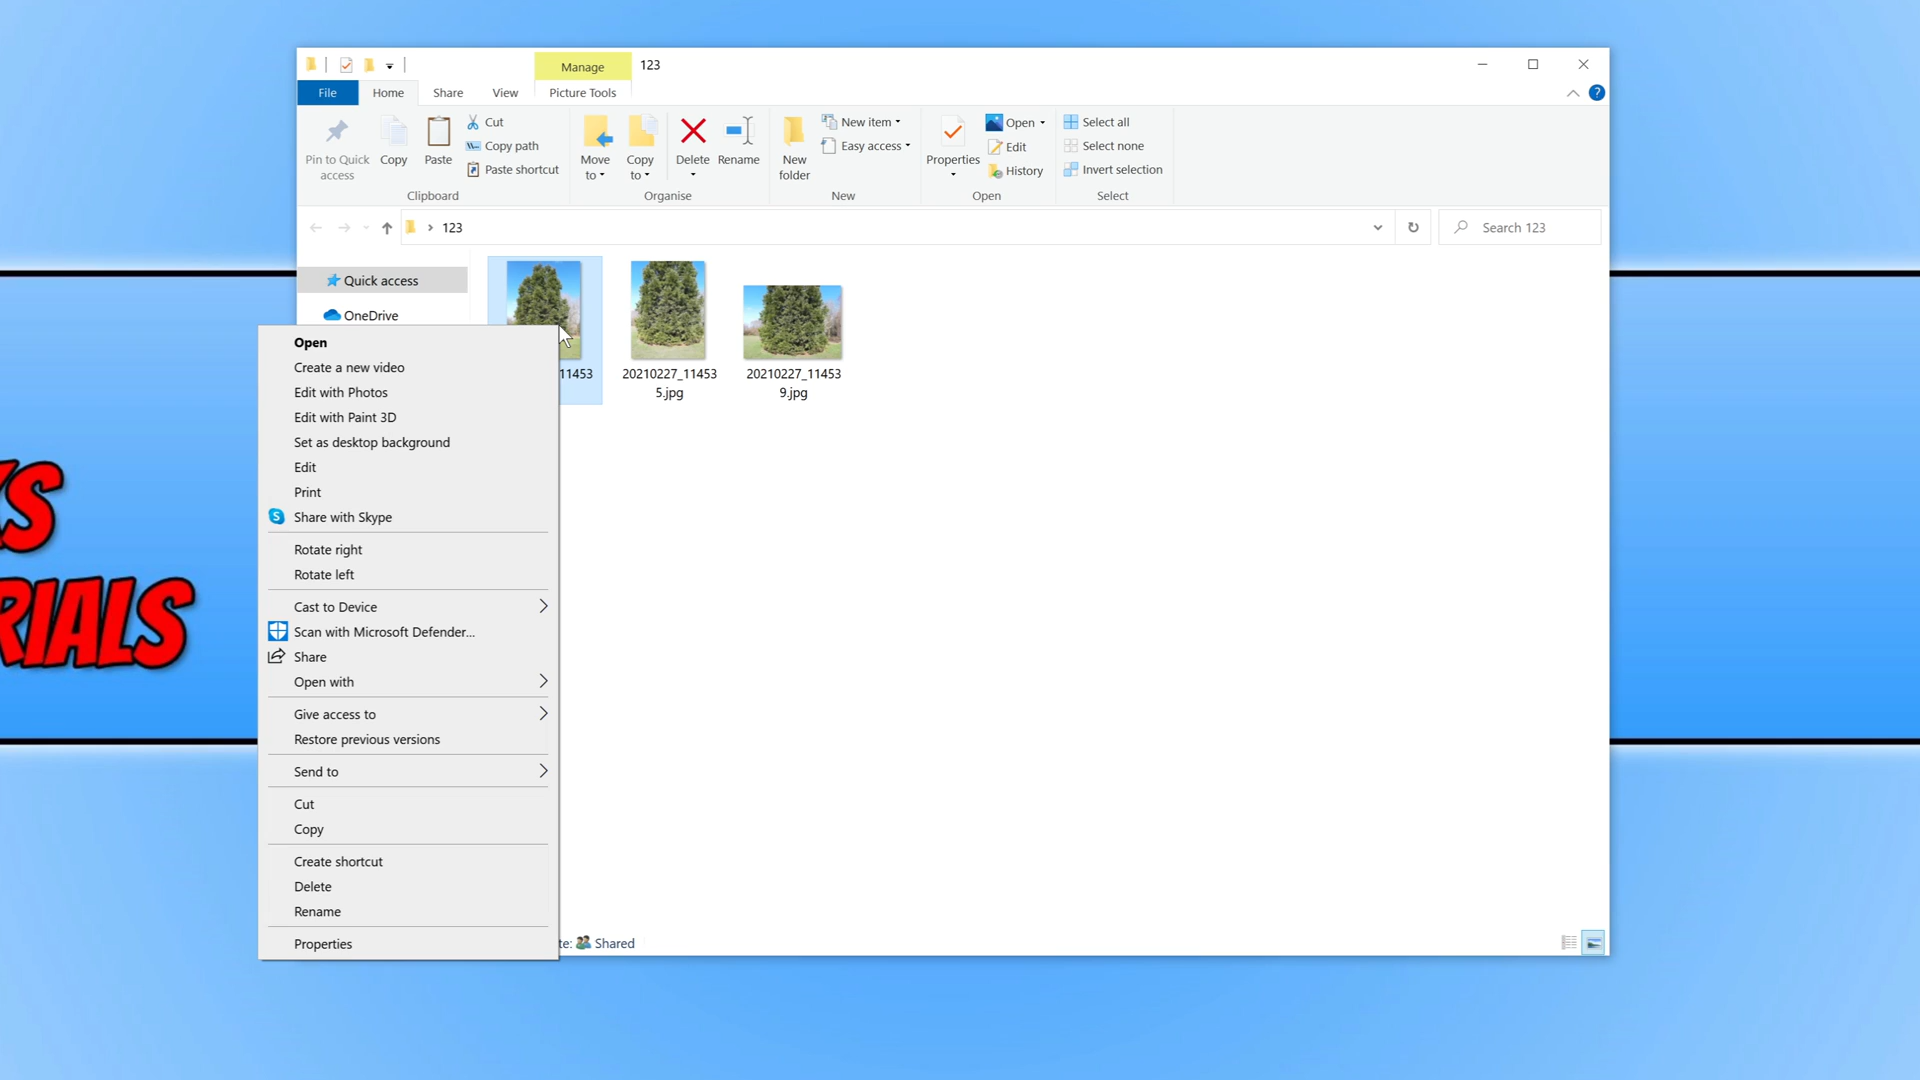 Manage 123
File Home Share View Picture Tools
Pin to Quick access
Copy
Paste
Cut
Copy path
Paste shortcut
Clipboard
Move to
Copy to
Delete
Rename
Organise
New folder
New item
Easy access
New
Properties
Open
Edit
History
Open
Select all
Select none
Invert selection
Select
123
Search 123
Quick access
OneDrive
11453
20210227_11453
5.jpg
20210227_11453
9.jpg
Open
Create a new video
Edit with Photos
Edit with Paint 3D
Set as desktop background
Edit
Print
Share with Skype
Rotate right
Rotate left
Cast to Device
Scan with Microsoft Defender...
Share
Open with
Give access to
Restore previous versions
Send to
Cut
Copy
Create shortcut
Delete
Rename
Properties
te: Shared
KS
RIALS